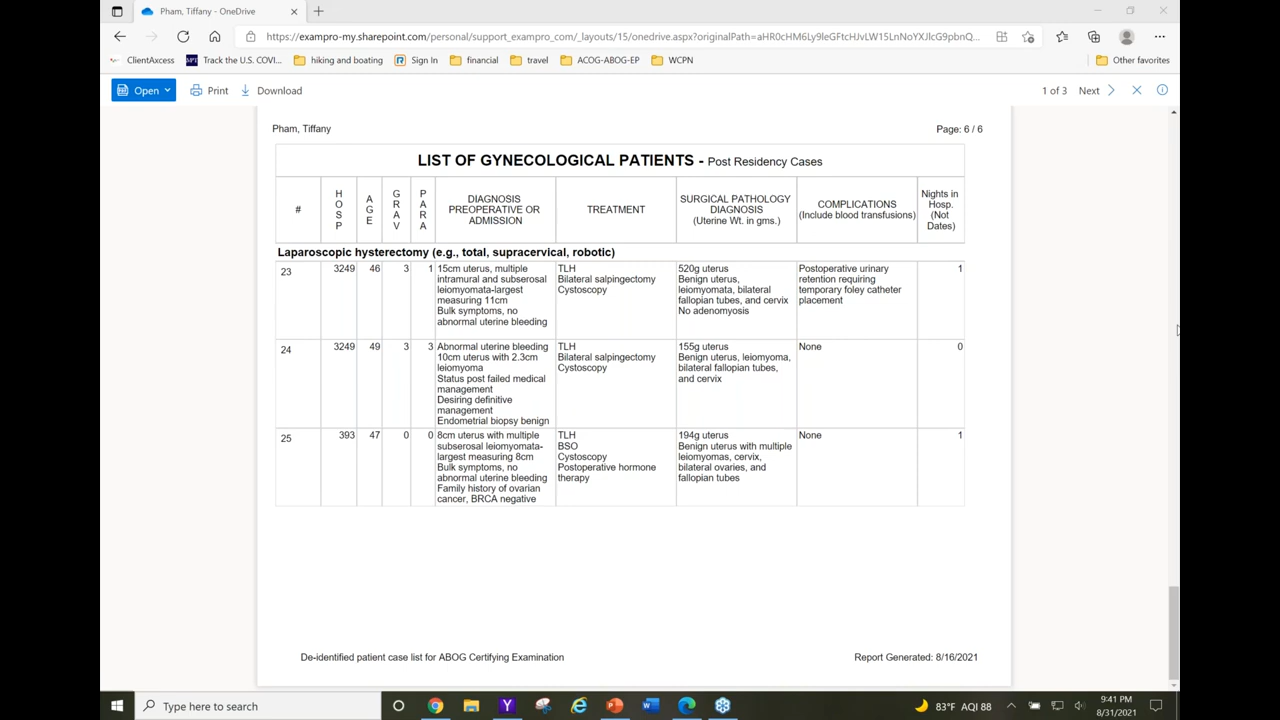 Pham, Tiffany - OneDrive
https://exampro-my.sharepoint.com/personal/support_exampro_com/_layouts/15/onedrive.aspx?originalPath=aHR0cHM6Ly9leGFtcHJvLW15LnNoYXJlcG9pbnQ...
ClientAxcess
Track the U.S. COVI...
hiking and boating
Sign In
financial
travel
ACOG-ABOG-EP
WCPN
Other favorites
Open
Print
Download
1 of 3
Next
Pham, Tiffany
Page: 6 / 6
LIST OF GYNECOLOGICAL PATIENTS - Post Residency Cases
#
HOSP
AGE
GRAV
PARA
DIAGNOSIS
PREOPERATIVE OR
ADMISSION
TREATMENT
SURGICAL PATHOLOGY
DIAGNOSIS
(Uterine Wt. in gms.)
COMPLICATIONS
(Include blood transfusions)
Nights in
Hosp.
(Not
Dates)
Laparoscopic hysterectomy (e.g., total, supracervical, robotic)
23
3249
46
3
1
15cm uterus, multiple
intramural and subserosal
leiomyomata-largest
measuring 11cm
Bulk symptoms, no
abnormal uterine bleeding
TLH
Bilateral salpingectomy
Cystoscopy
520g uterus
Benign uterus,
leiomyomata, bilateral
fallopian tubes, and cervix
No adenomyosis
Postoperative urinary
retention requiring
temporary foley catheter
placement
1
24
3249
49
3
3
Abnormal uterine bleeding
10cm uterus with 2.3cm
leiomyoma
Status post failed medical
management
Desiring definitive
management
Endometrial biopsy benign
TLH
Bilateral salpingectomy
Cystoscopy
155g uterus
Benign uterus, leiomyoma,
bilateral fallopian tubes,
and cervix
None
0
25
393
47
0
0
8cm uterus with multiple
subserosal leiomyomata-
largest measuring 8cm
Bulk symptoms, no
abnormal uterine bleeding
Family history of ovarian
cancer, BRCA negative
TLH
BSO
Cystoscopy
Postoperative hormone
therapy
194g uterus
Benign uterus with multiple
leiomyomas, cervix,
bilateral ovaries, and
fallopian tubes
None
1
De-identified patient case list for ABOG Certifying Examination
Report Generated: 8/16/2021
Type here to search
83°F AQI 88
9:41 PM
8/31/2021